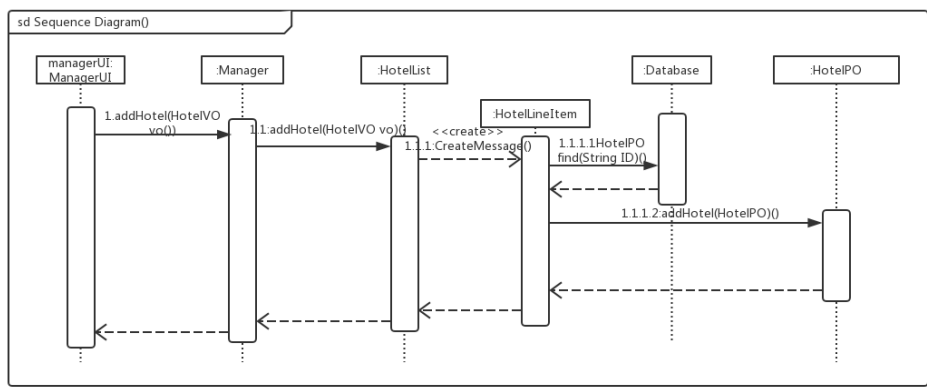 sd Sequence Diagram()
managerUI:
ManagerUI
:Manager
:HotelList
:Database
:HotelPO
:HotelLineItem
1.addHotel(HotelVO
vo())
1.1:addHotel(HotelVO vo)()
<<create>>
1.1.1:CreateMessage()
1.1.1.1HotelPO
find(String ID)()
1.1.1.2:addHotel(HotelPO)()